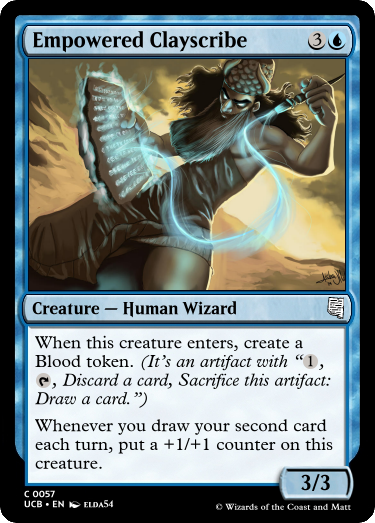 Empowered Clayscribe 3
Creature — Human Wizard
When this creature enters, create a
Blood token. (It's an artifact with “1,
, Discard a card, Sacrifice this artifact:
Draw a card.”)
Whenever you draw your second card
each turn, put a +1/+1 counter on this
creature.
3/3
C 0057
UCB • EN ELDA54
© Wizards of the Coast and Matt